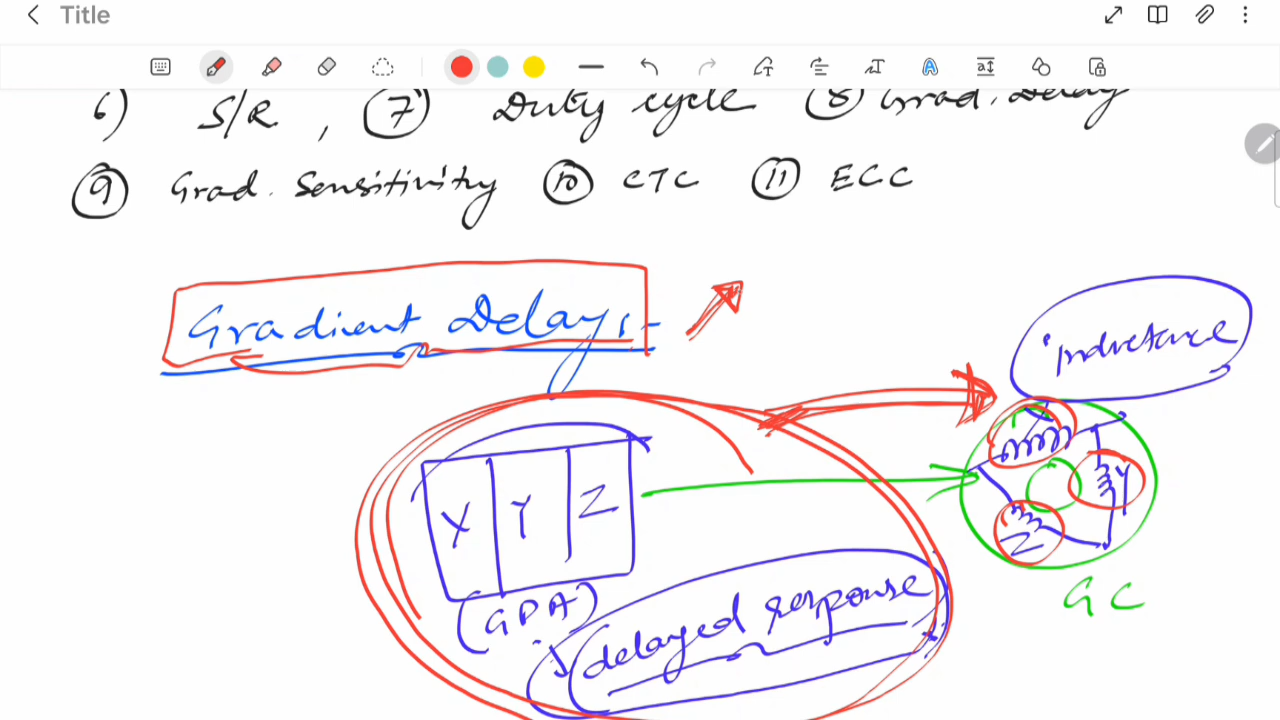 Title
6) S/R , (7) Duty cycle (8) Grad. Delay
(9) Grad. Sensitivity (10) CTC (11) ECC
Gradient Delay :-
Inductance
X Y Z
Y
Z
(GPA)
GC
delayed response